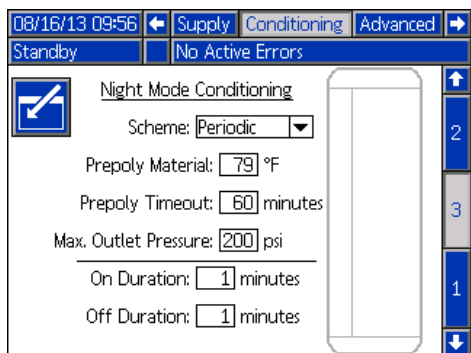 08/16/13 09:56 Supply Conditioning Advanced
Standby No Active Errors
Night Mode Conditioning
Scheme: Periodic
2
Prepoly Material: 79 °F
Prepoly Timeout: 60 minutes
3
Max. Outlet Pressure: 200 psi
On Duration: 1 minutes
1
Off Duration: 1 minutes